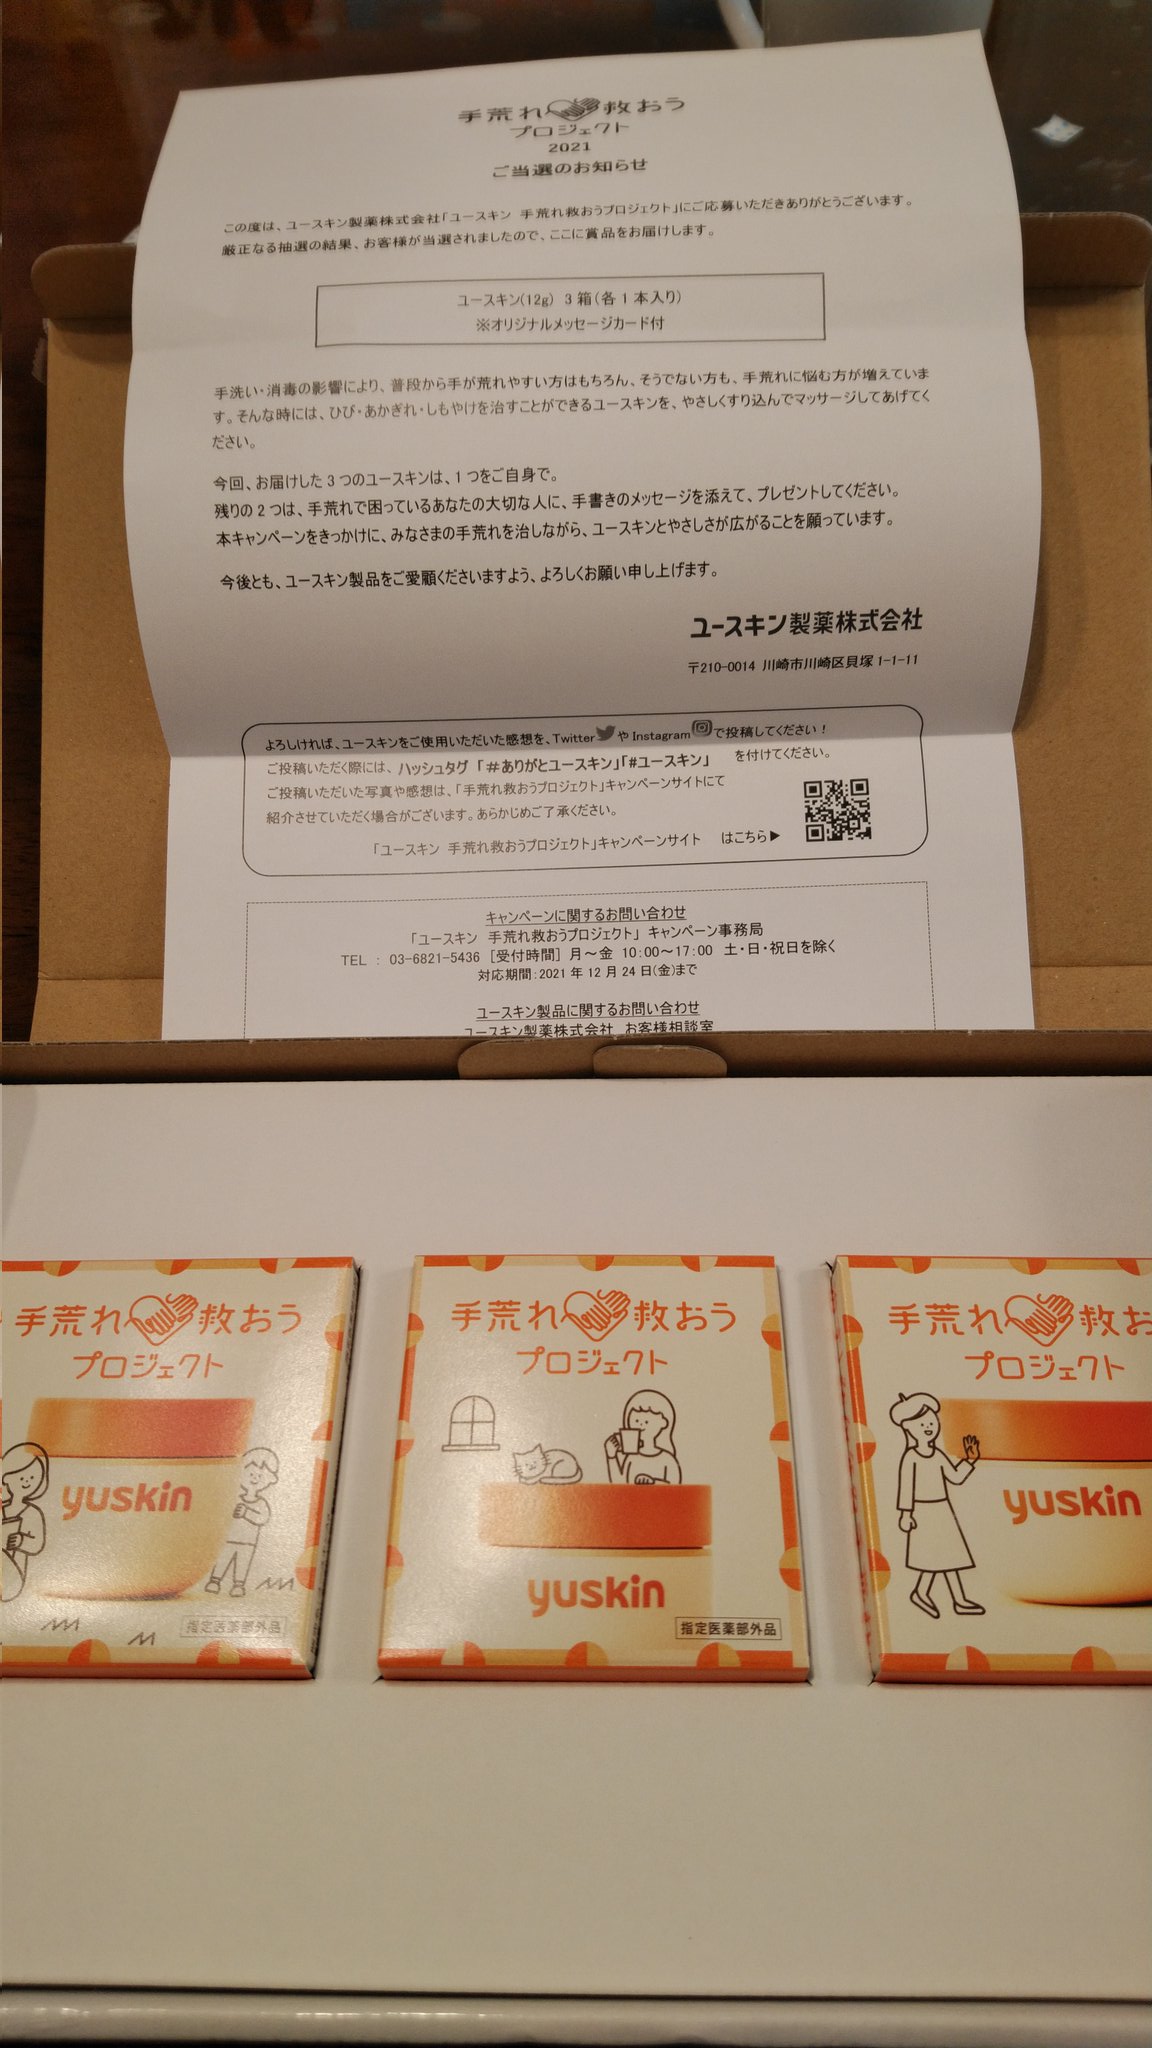 手荒れ救おう
プロジェクト
2021
ご当選のお知らせ
この度は、ユースキン製薬株式会社「ユースキン 手荒れ救おうプロジェクト」にご応募いただきありがとうございます。
厳正なる抽選の結果、お客様が当選されましたので、ここに賞品をお届けします。
ユースキン(12g) 3箱(各1本入り)
※オリジナルメッセージカード付
手洗い・消毒の影響により、普段から手が荒れやすい方はもちろん、そうでない方も、手荒れに悩む方が増えていま
す。そんな時には、ひび・あかぎれ・しもやけを治すことができるユースキンを、やさしくすり込んでマッサージしてあげてく
ださい。
今回、お届けした3つのユースキンは、1つをご自身で。
残りの2つは、手荒れで困っているあなたの大切な人に、手書きのメッセージを添えて、プレゼントしてください。
本キャンペーンをきっかけに、みなさまの手荒れを治しながら、ユースキンとやさしさが広がることを願っています。
今後とも、ユースキン製品をご愛顧くださいますよう、よろしくお願い申し上げます。
ユースキン製薬株式会社
〒210-0014 川崎市川崎区貝塚1-1-11
よろしければ、ユースキンをご使用いただいた感想を、TwitterやInstagramで投稿してください！
ご投稿いただく際には、ハッシュタグ「#ありがとユースキン」「#ユースキン」 を付けてください。
ご投稿いただいた写真や感想は、「手荒れ救おうプロジェクト」キャンペーンサイトにて
紹介させていただく場合がございます。あらかじめご了承ください。
「ユースキン 手荒れ救おうプロジェクト」キャンペーンサイト はこちら▶
キャンペーンに関するお問い合わせ
「ユースキン 手荒れ救おうプロジェクト」 キャンペーン事務局
TEL : 03-6821-5436 [受付時間] 月～金 10:00～17:00 土・日・祝日を除く
対応期間:2021年12月24日(金)まで
ユースキン製品に関するお問い合わせ
ユースキン製薬株式会社 お客様相談室
手荒れ救おう
プロジェクト
yuskin
指定医薬部外品
手荒れ救おう
プロジェクト
yuskin
指定医薬部外品
手荒れ救お
プロジェクト
yuskin